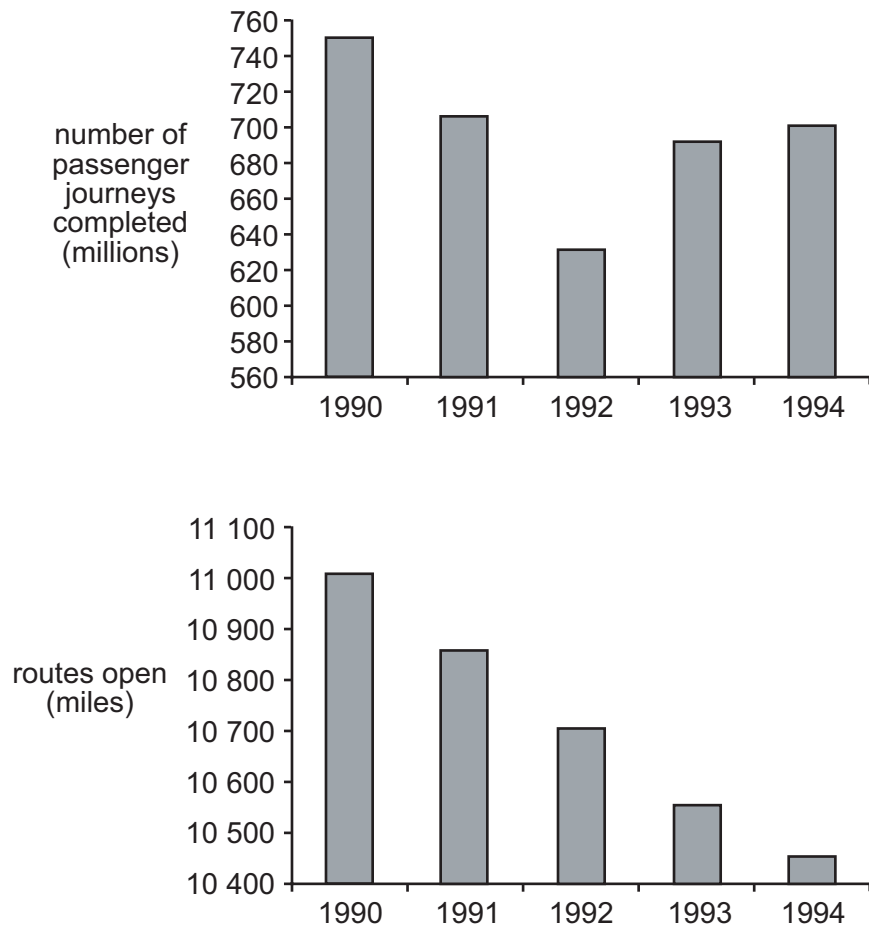 760
740
720
700
680
660
640
620
600
580
560
number of
passenger
journeys
completed
(millions)
1990 1991 1992 1993 1994
11 100
11 000
10 900
10 800
10 700
10 600
10 500
10 400
routes open
(miles)
1990 1991 1992 1993 1994